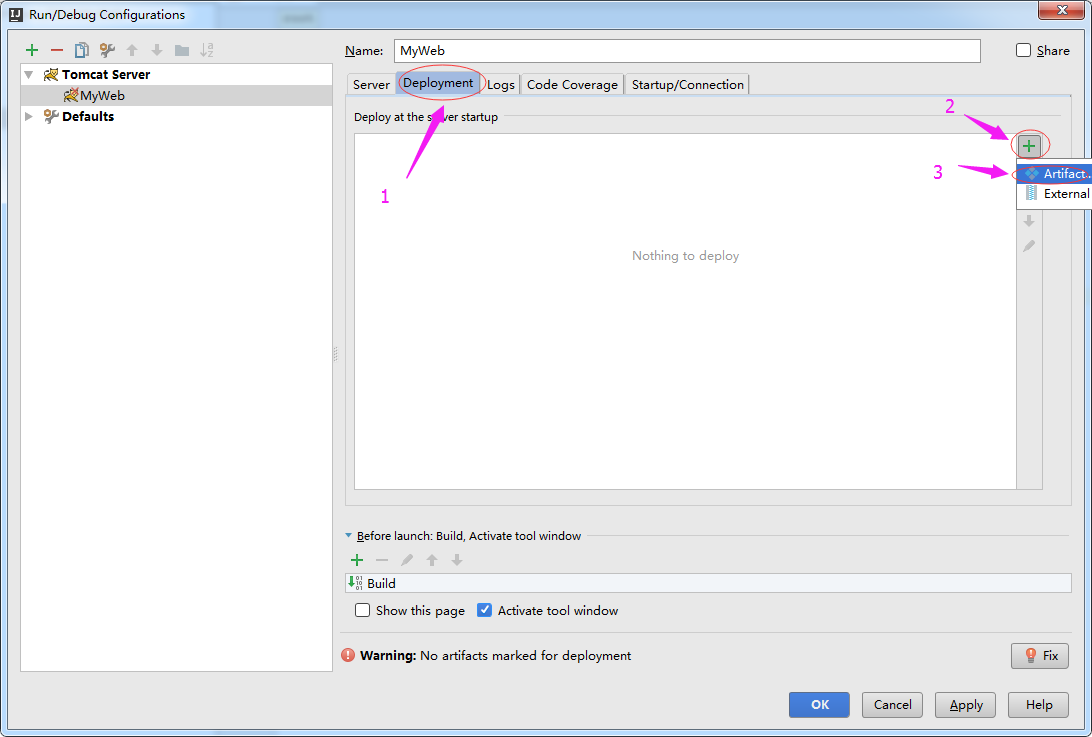 Run/Debug Configurations
Name: MyWeb
Share
Tomcat Server
MyWeb
Defaults
Server Deployment Logs Code Coverage Startup/Connection
Deploy at the server startup
1
2
3
Artifact..
External
Nothing to deploy
Before launch: Build, Activate tool window
Build
Show this page Activate tool window
Warning: No artifacts marked for deployment
Fix
OK Cancel Apply Help